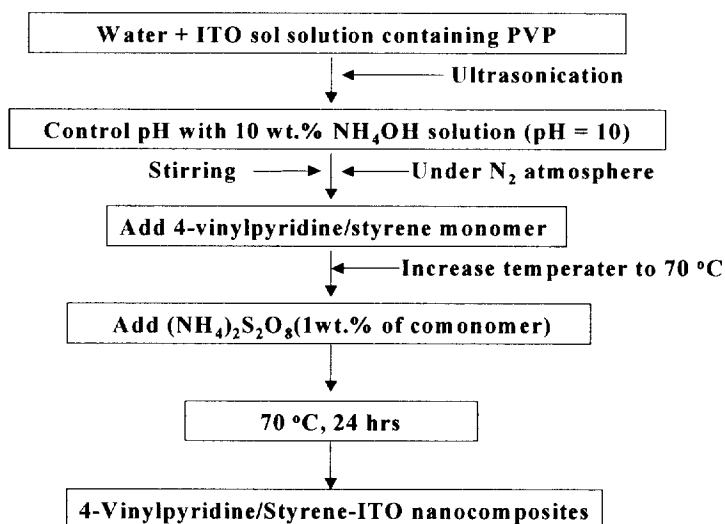 Water + ITO sol solution containing PVP
Ultrasonication
Control pH with 10 wt.% NH4OH solution (pH = 10)
Stirring
Under N2 atmosphere
Add 4-vinylpyridine/styrene monomer
Increase temperater to 70 °C
Add (NH4)2S2O8(1wt.% of comonomer)
70 °C, 24 hrs
4-Vinylpyridine/Styrene-ITO nanocomposites